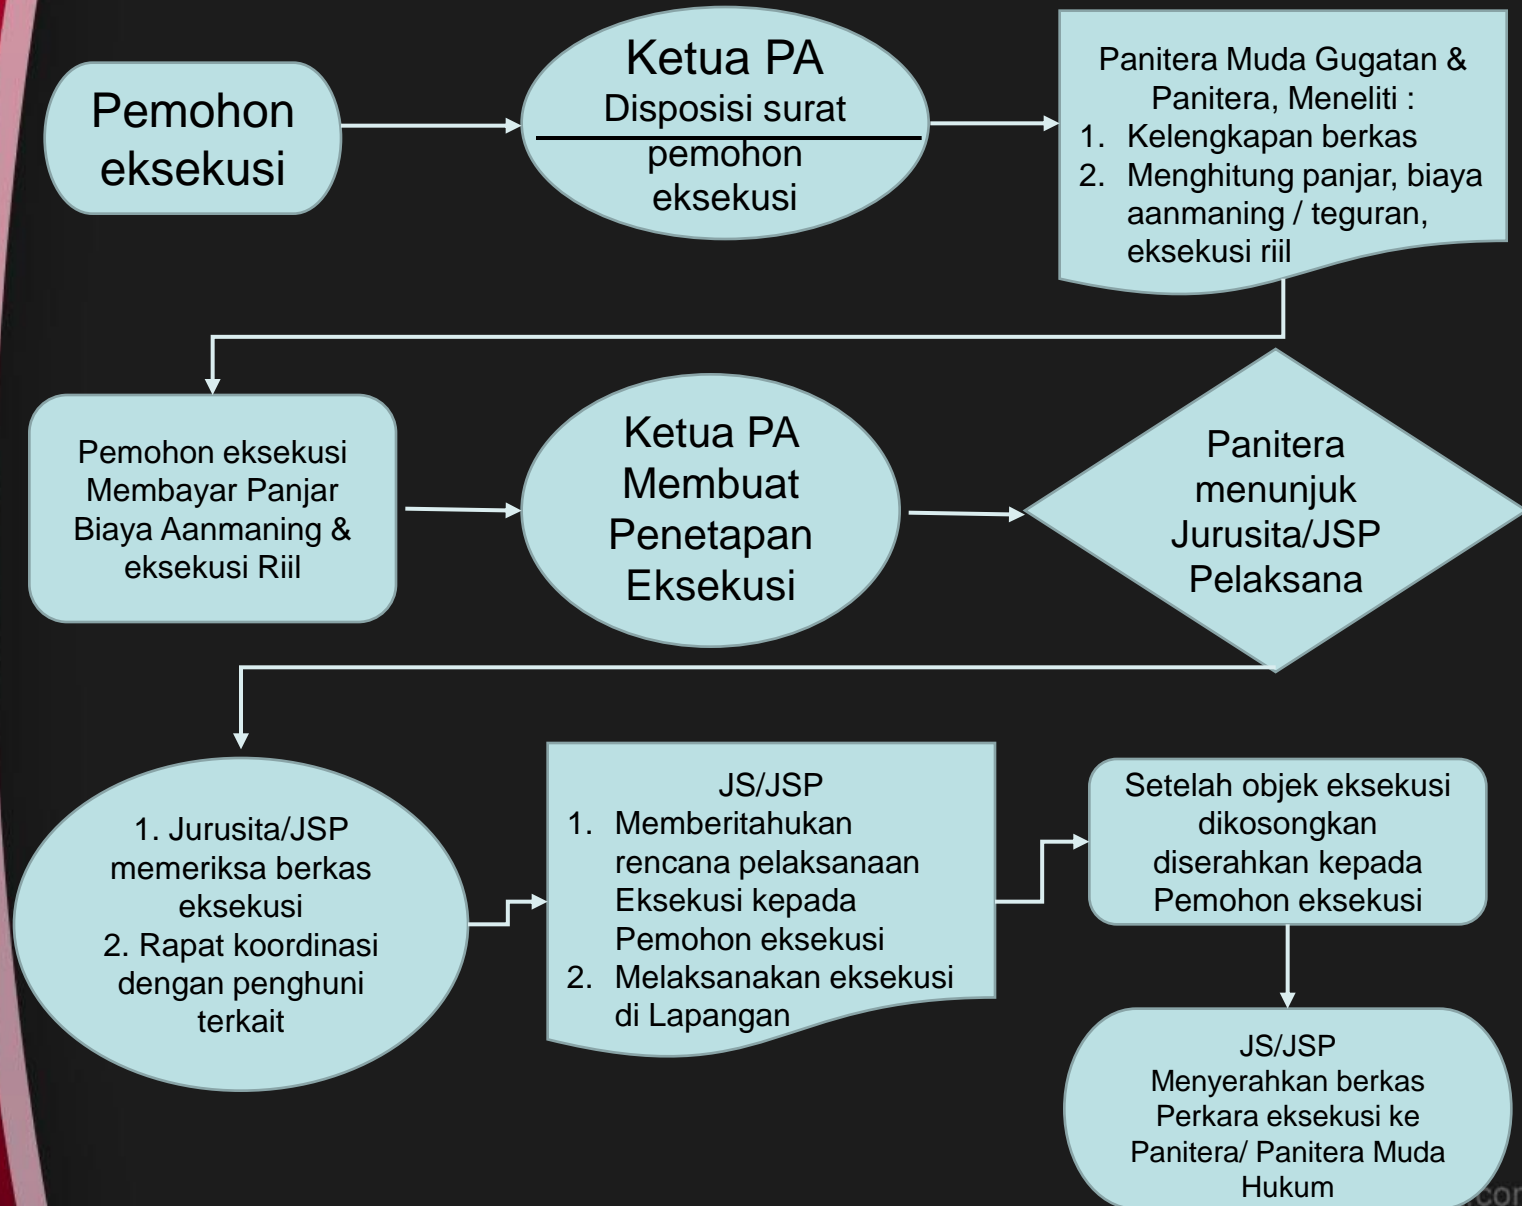 Pemohon
eksekusi
Ketua PA
Disposisi surat
pemohon
eksekusi
Panitera Muda Gugatan &
Panitera, Meneliti :
1. Kelengkapan berkas
2. Menghitung panjar, biaya
aanmaning / teguran,
eksekusi riil
Pemohon eksekusi
Membayar Panjar
Biaya Aanmaning &
eksekusi Riil
Ketua PA
Membuat
Penetapan
Eksekusi
Panitera
menunjuk
Jurusita/JSP
Pelaksana
1. Jurusita/JSP
memeriksa berkas
eksekusi
2. Rapat koordinasi
dengan penghuni
terkait
JS/JSP
1. Memberitahukan
rencana pelaksanaan
Eksekusi kepada
Pemohon eksekusi
2. Melaksanakan eksekusi
di Lapangan
Setelah objek eksekusi
dikosongkan
diserahkan kepada
Pemohon eksekusi
JS/JSP
Menyerahkan berkas
Perkara eksekusi ke
Panitera/ Panitera Muda
Hukum